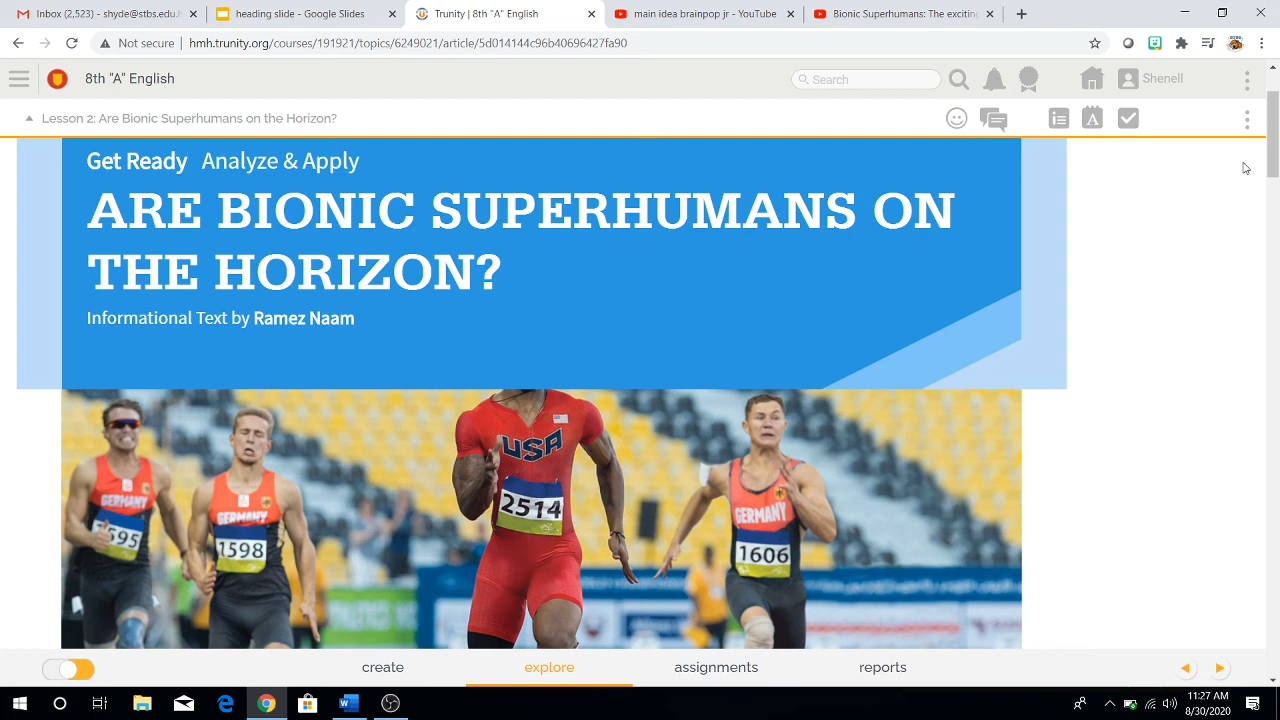 Inbox (2,523) - shyde@stbs.edu.h
heading slide - Google Slides
Trunity | 8th "A" English
main idea brainpop jr - YouTube
Bionic Superhumans The exciting
Not secure | hmh.trunity.org/courses/191921/topics/6249021/article/5d014144c96b40696427fa90
8th "A" English
Search
Shenell
Lesson 2: Are Bionic Superhumans on the Horizon?
Get Ready Analyze & Apply
ARE BIONIC SUPERHUMANS ON
THE HORIZON?
Informational Text by Ramez Naam
USA
2514
GERMANY
595
GERMANY
1598
GERMANY
1606
create
explore
assignments
reports
11:27 AM
8/30/2020